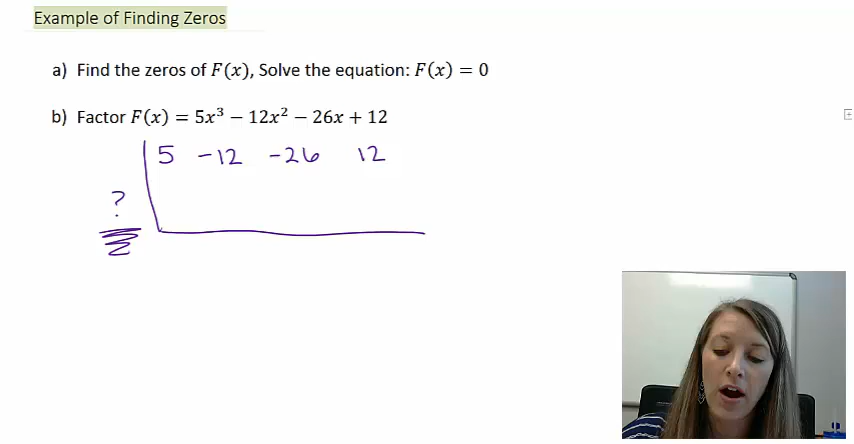 Example of Finding Zeros
a) Find the zeros of F(x), Solve the equation: F(x) = 0
b) Factor F(x) = 5x³ − 12x² − 26x + 12
5 -12 -26 12
?